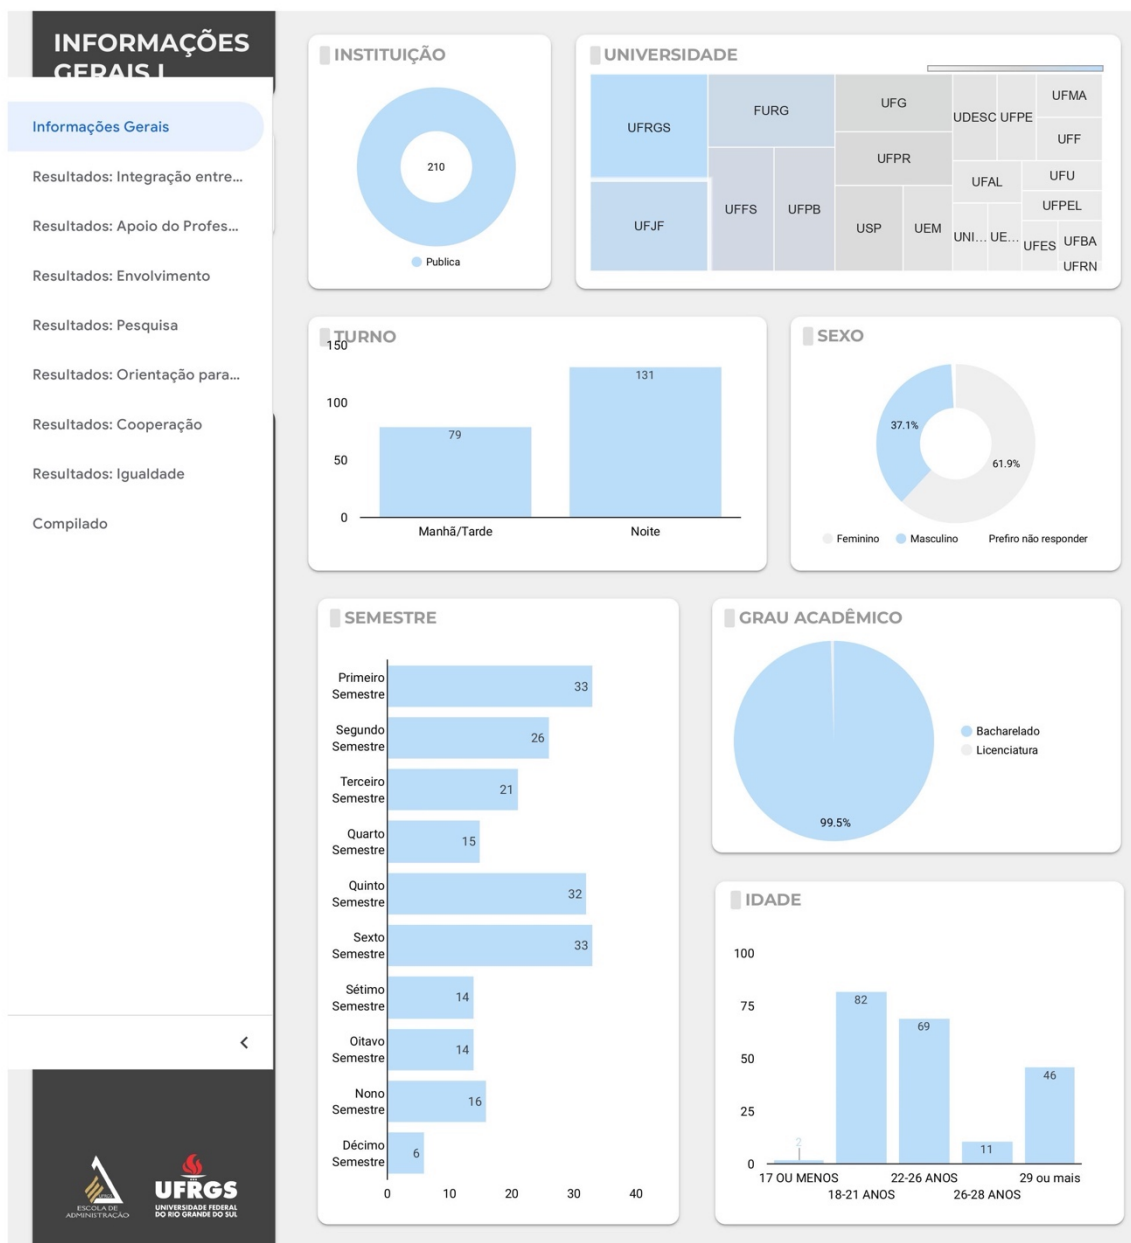 INFORMAÇÕES
GERAIS I
Informações Gerais
Resultados: Integração entre...
Resultados: Apoio do Profes...
Resultados: Envolvimento
Resultados: Pesquisa
Resultados: Orientação para...
Resultados: Cooperação
Resultados: Igualdade
Compilado
ESCOLA DE
ADMINISTRAÇÃO
UFRGS
UNIVERSIDADE FEDERAL
DO RIO GRANDE DO SUL
INSTITUIÇÃO
210
Publica
UNIVERSIDADE
UFRGS
UFJF
FURG
UFFS
UFPB
UFG
UFPR
USP
UEM
UDESC
UFPE
UFMA
UFF
UFAL
UFU
UFPEL
UNI...
UE...
UFES
UFBA
UFRN
TURNO
150
100
50
0
79
131
Manhã/Tarde
Noite
SEXO
37.1%
61.9%
Feminino
Masculino
Prefiro não responder
SEMESTRE
Primeiro
Semestre
33
Segundo
Semestre
26
Terceiro
Semestre
21
Quarto
Semestre
15
Quinto
Semestre
32
Sexto
Semestre
33
Sétimo
Semestre
14
Oitavo
Semestre
14
Nono
Semestre
16
Décimo
Semestre
6
0 10 20 30 40
GRAU ACADÊMICO
99.5%
Bacharelado
Licenciatura
IDADE
100
75
50
25
0
2
82
69
11
46
17 OU MENOS
18-21 ANOS
22-26 ANOS
26-28 ANOS
29 ou mais